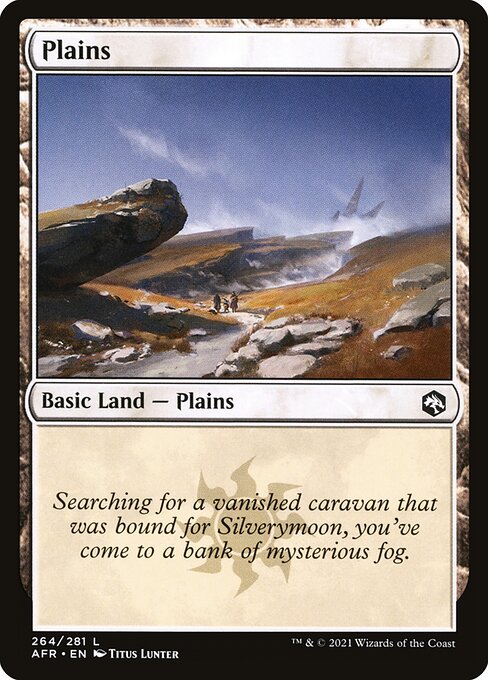 Plains
Basic Land — Plains
Searching for a vanished caravan that
was bound for Silverymoon, you've
come to a bank of mysterious fog.
264/281 L
AFR • EN Titus Lunter
™ & © 2021 Wizards of the Coast